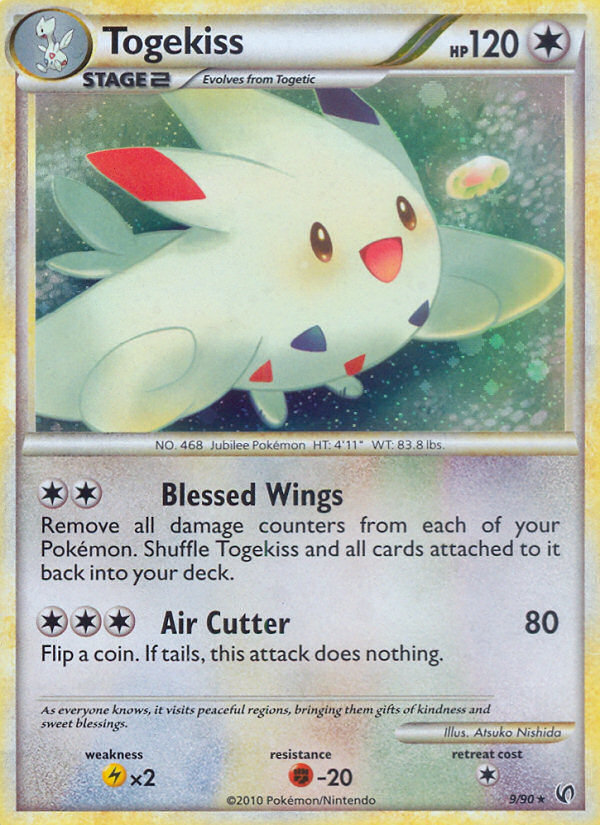 Togekiss HP 120
STAGE 2 Evolves from Togetic
NO. 468 Jubilee Pokémon HT: 4'11" WT: 83.8 lbs.
Blessed Wings
Remove all damage counters from each of your
Pokémon. Shuffle Togekiss and all cards attached to it
back into your deck.
Air Cutter 80
Flip a coin. If tails, this attack does nothing.
As everyone knows, it visits peaceful regions, bringing them gifts of kindness and
sweet blessings.
Illus. Atsuko Nishida
weakness resistance retreat cost
×2 -20
©2010 Pokémon/Nintendo 9/90 ★